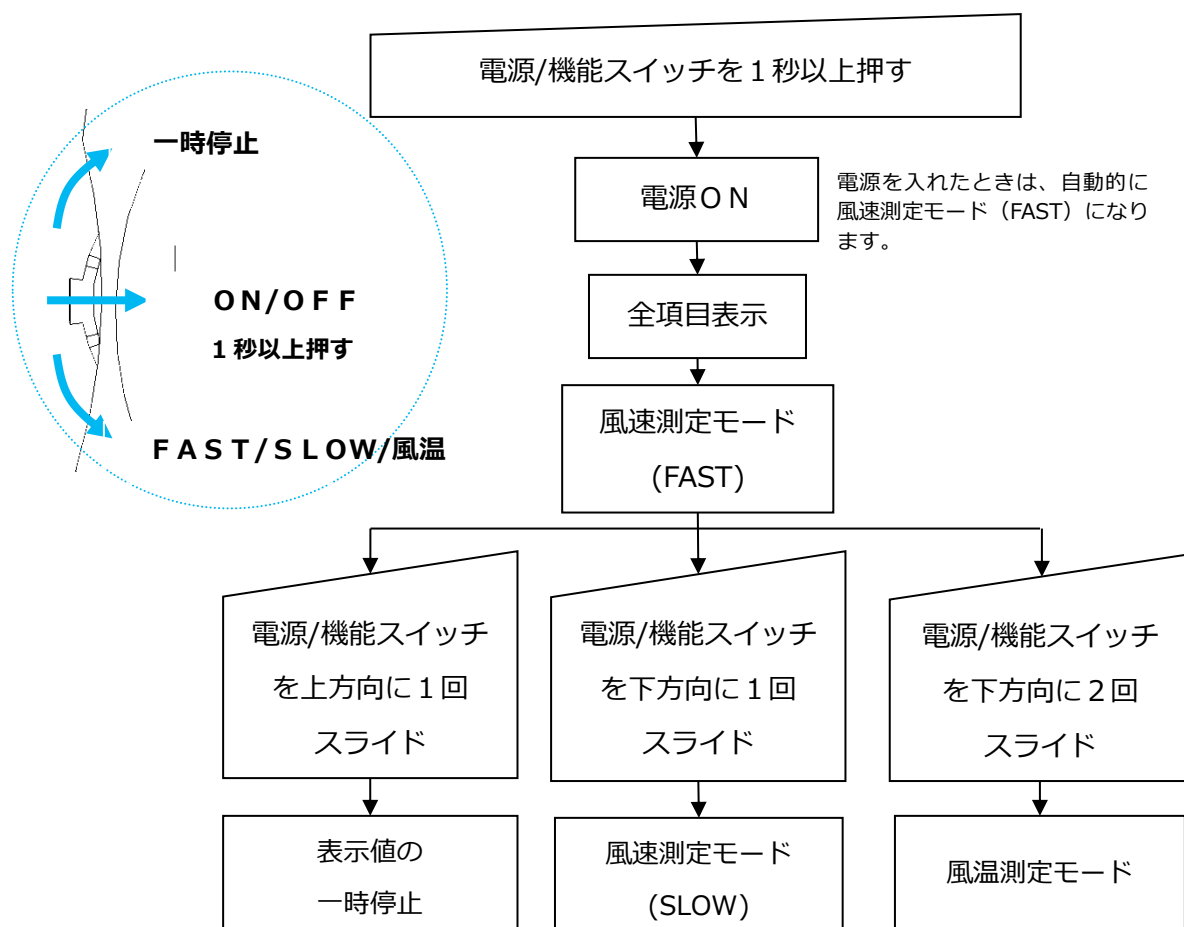 電源/機能スイッチを１秒以上押す
一時停止
電源ＯＮ
電源を入れたときは、自動的に
風速測定モード（FAST）になり
ます。
ＯＮ/ＯＦＦ
１秒以上押す
全項目表示
風速測定モード
(FAST)
ＦＡＳＴ/ＳＬＯＷ/風温
電源/機能スイッチ
を上方向に１回
スライド
電源/機能スイッチ
を下方向に１回
スライド
電源/機能スイッチ
を下方向に２回
スライド
表示値の
一時停止
風速測定モード
(SLOW)
風温測定モード